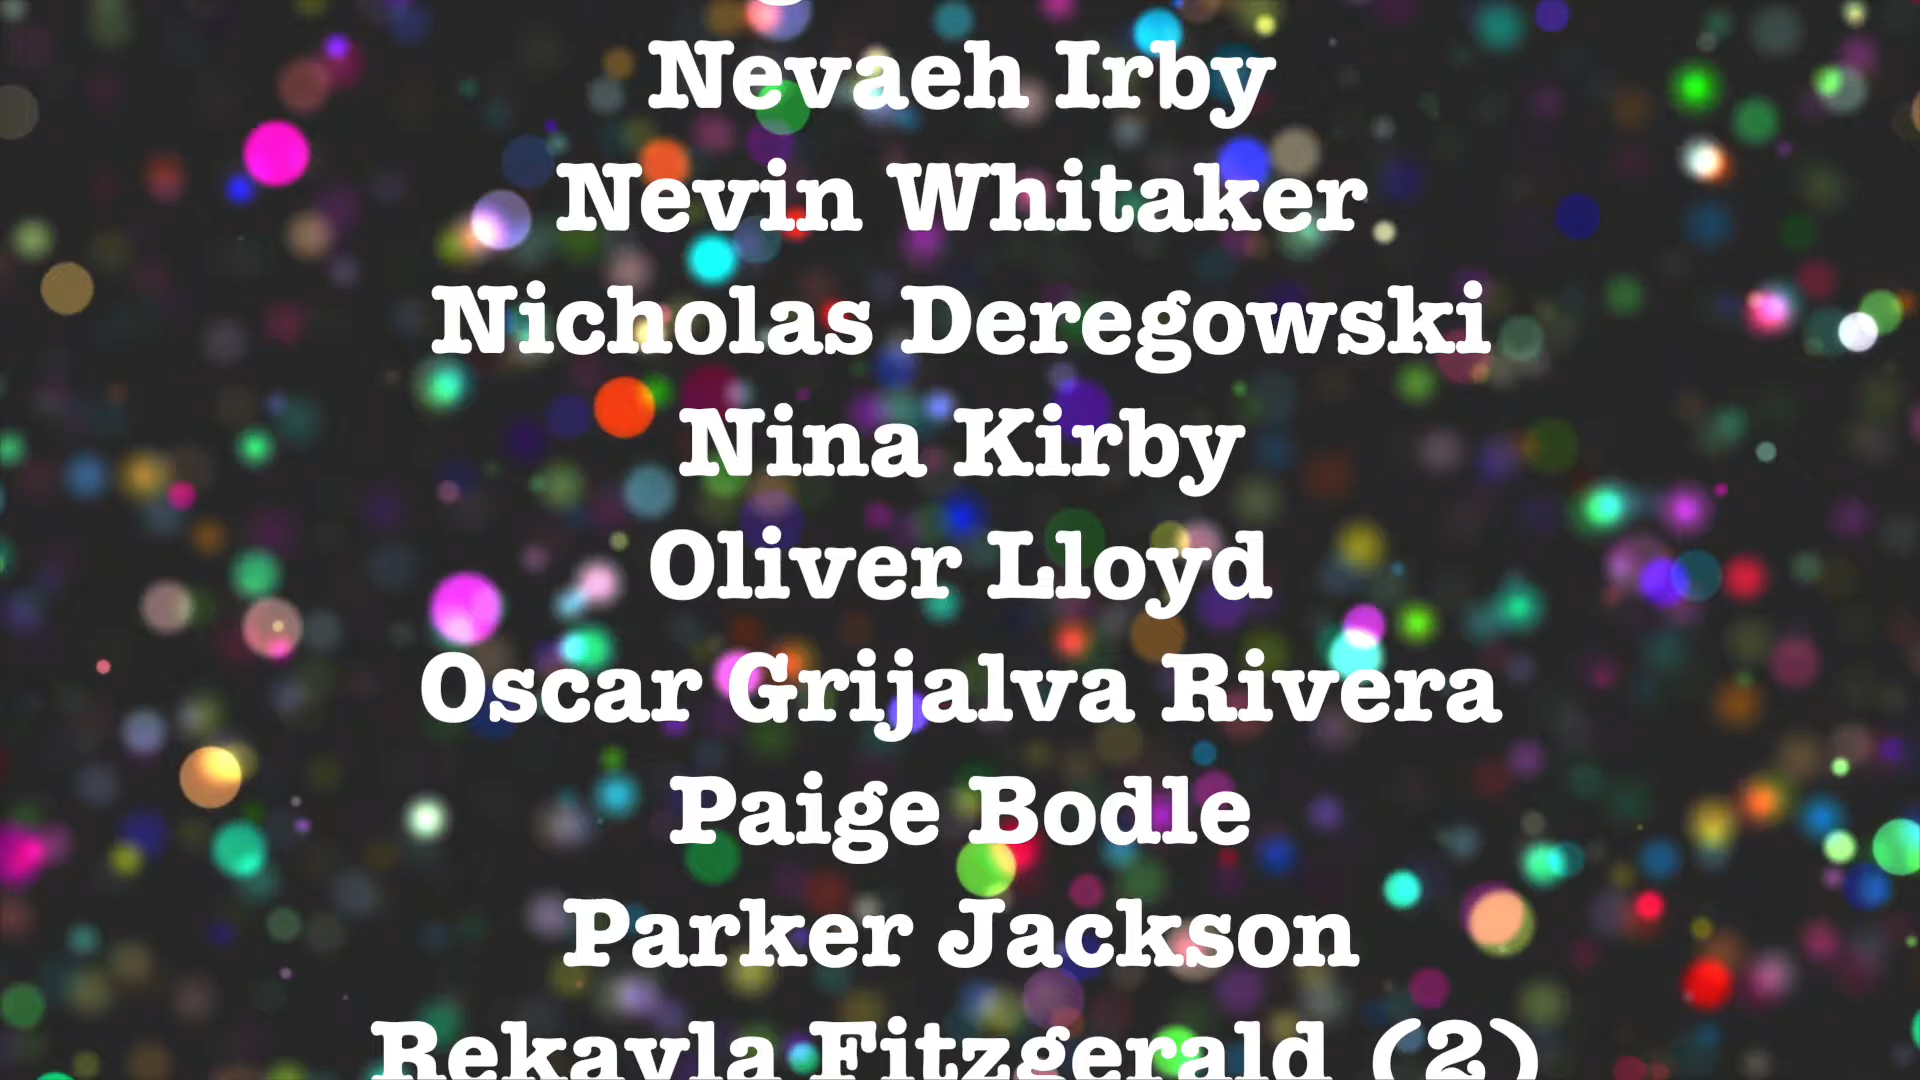 Nevaeh Irby
Nevin Whitaker
Nicholas Deregowski
Nina Kirby
Oliver Lloyd
Oscar Grijalva Rivera
Paige Bodle
Parker Jackson
Rekayla Fitzgerald (2)